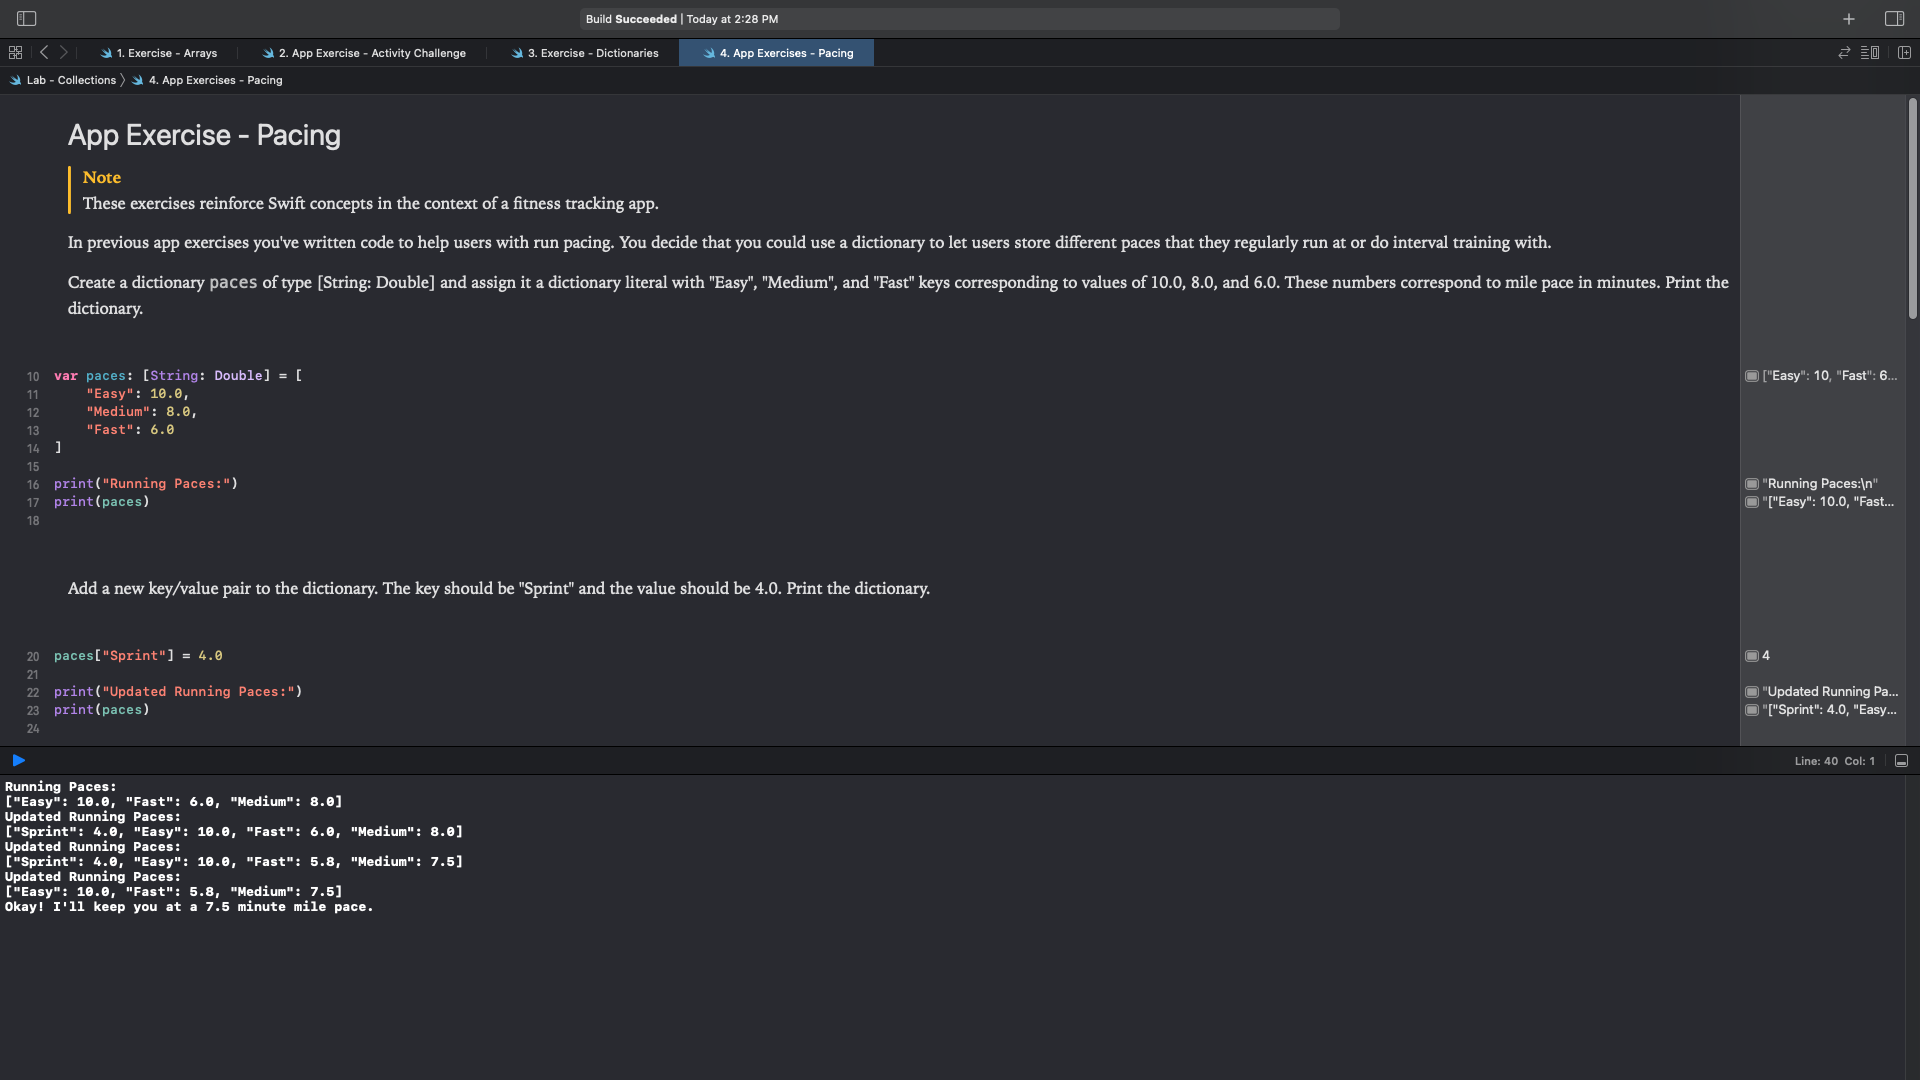 Build Succeeded | Today at 2:28 PM
1. Exercise - Arrays
2. App Exercise - Activity Challenge
3. Exercise - Dictionaries
4. App Exercises - Pacing
Lab - Collections
4. App Exercises - Pacing
App Exercise - Pacing
Note
These exercises reinforce Swift concepts in the context of a fitness tracking app.
In previous app exercises you've written code to help users with run pacing. You decide that you could use a dictionary to let users store different paces that they regularly run at or do interval training with.
Create a dictionary paces of type [String: Double] and assign it a dictionary literal with "Easy", "Medium", and "Fast" keys corresponding to values of 10.0, 8.0, and 6.0. These numbers correspond to mile pace in minutes. Print the
dictionary.
10 var paces: [String: Double] = [
["Easy": 10, "Fast": 6...
11 "Easy": 10.0,
12 "Medium": 8.0,
13 "Fast": 6.0
14 ]
15
16 print("Running Paces:")
"Running Paces:\n"
17 print(paces)
"["Easy": 10.0, "Fast...
18
Add a new key/value pair to the dictionary. The key should be "Sprint" and the value should be 4.0. Print the dictionary.
20 paces["Sprint"] = 4.0
4
21
22 print("Updated Running Paces:")
"Updated Running Pa...
23 print(paces)
"["Sprint": 4.0, "Easy...
24
Line: 40 Col: 1
Running Paces:
["Easy": 10.0, "Fast": 6.0, "Medium": 8.0]
Updated Running Paces:
["Sprint": 4.0, "Easy": 10.0, "Fast": 6.0, "Medium": 8.0]
Updated Running Paces:
["Sprint": 4.0, "Easy": 10.0, "Fast": 5.8, "Medium": 7.5]
Updated Running Paces:
["Easy": 10.0, "Fast": 5.8, "Medium": 7.5]
Okay! I'll keep you at a 7.5 minute mile pace.